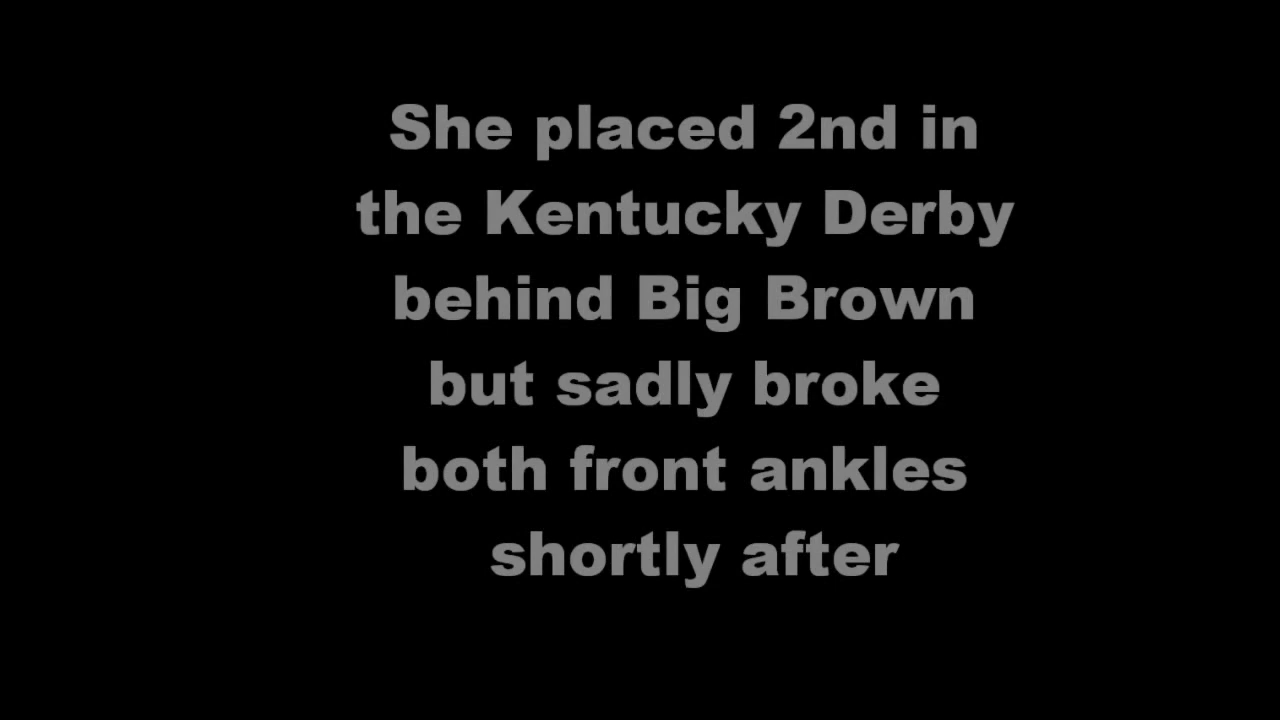 She placed 2nd in
the Kentucky Derby
behind Big Brown
but sadly broke
both front ankles
shortly after